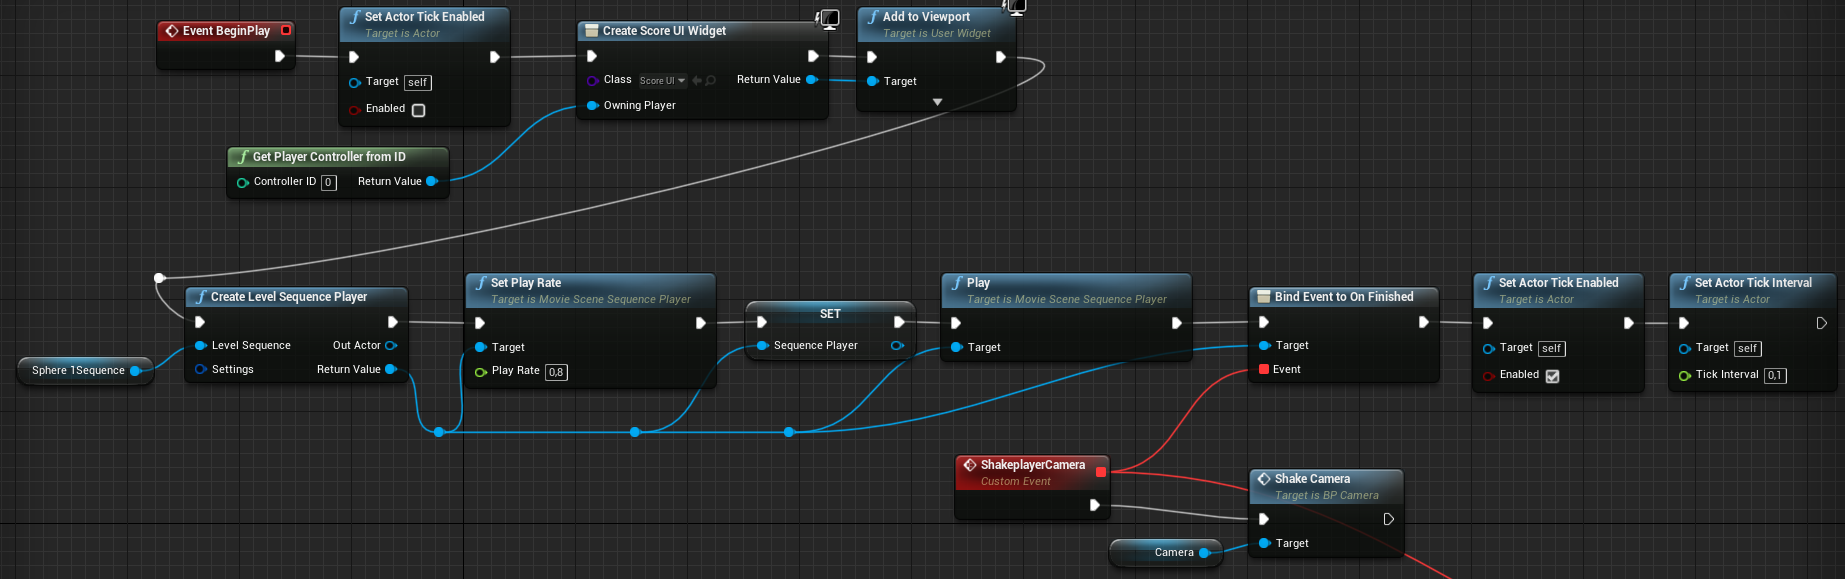 Event BeginPlay
Set Actor Tick Enabled
Target is Actor
Target self
Enabled
Create Score UI Widget
Class Score UI Return Value
Owning Player
Add to Viewport
Target is User Widget
Target
Get Player Controller from ID
Controller ID 0 Return Value
Sphere 1Sequence
Create Level Sequence Player
Level Sequence Out Actor
Settings Return Value
Set Play Rate
Target is Movie Scene Sequence Player
Target
Play Rate 0,8
SET
Sequence Player
Play
Target is Movie Scene Sequence Player
Target
Bind Event to On Finished
Target
Event
Set Actor Tick Enabled
Target is Actor
Target self
Enabled
Set Actor Tick Interval
Target is Actor
Target self
Tick Interval 0,1
ShakeplayerCamera
Custom Event
Shake Camera
Target is BP Camera
Target
Camera